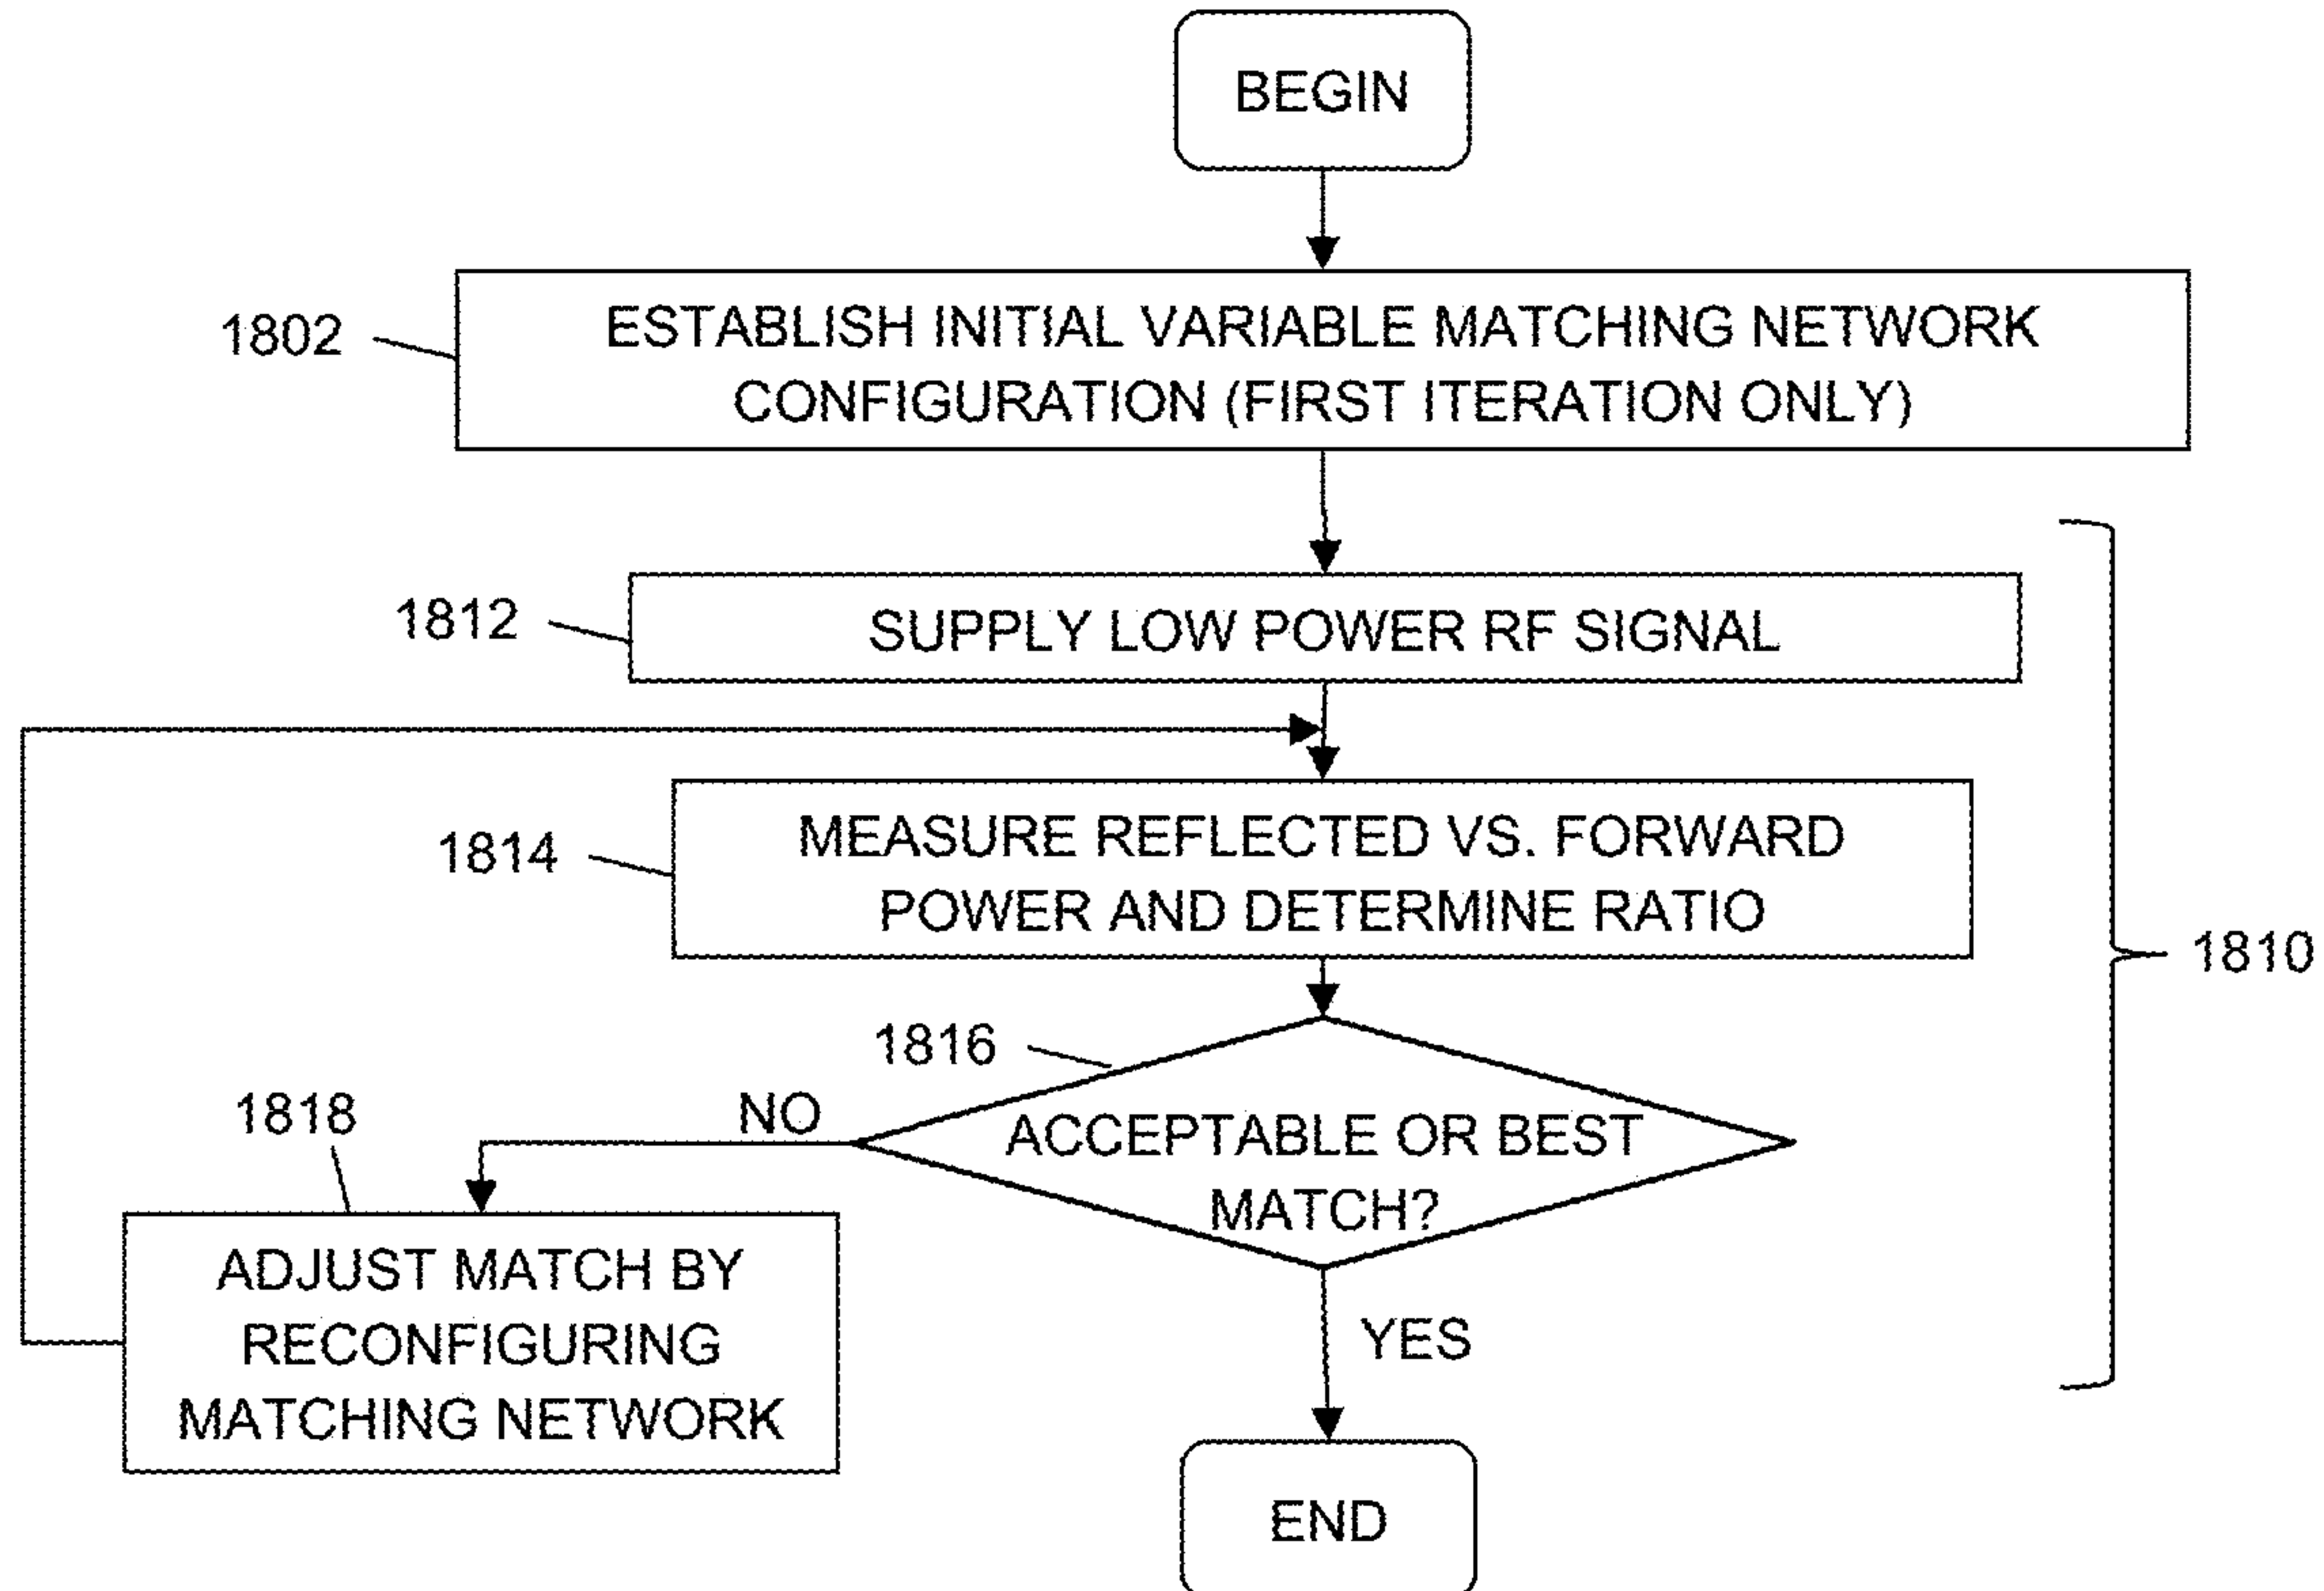 BEGIN
1802
ESTABLISH INITIAL VARIABLE MATCHING NETWORK
CONFIGURATION (FIRST ITERATION ONLY)
1812
SUPPLY LOW POWER RF SIGNAL
1814
MEASURE REFLECTED VS. FORWARD
POWER AND DETERMINE RATIO
1810
1816
ACCEPTABLE OR BEST
MATCH?
NO
1818
ADJUST MATCH BY
RECONFIGURING
MATCHING NETWORK
YES
END